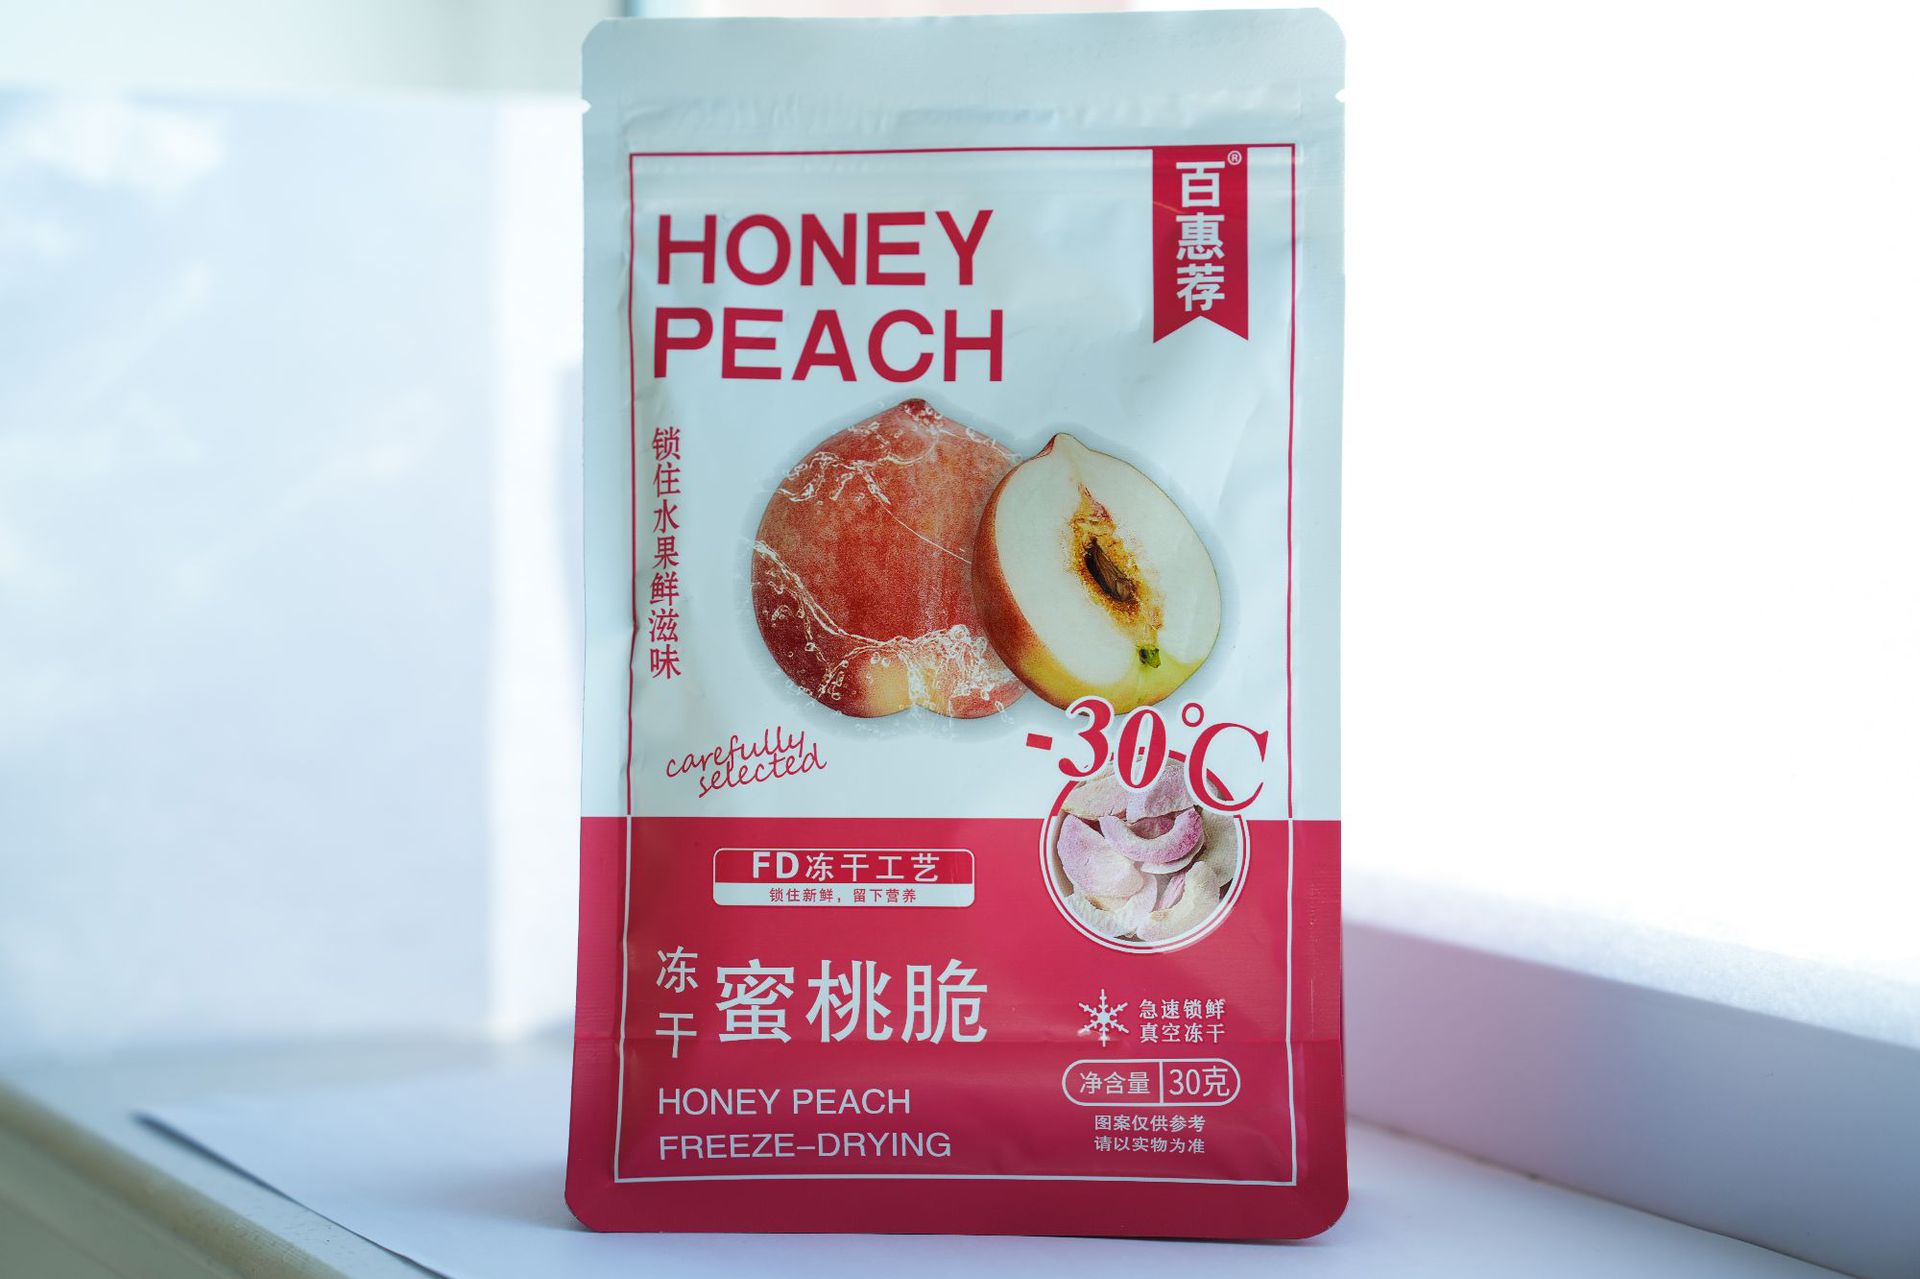 百惠荐®
HONEY
PEACH
锁住水果鲜滋味
carefully
selected
-30℃
FD冻干工艺
锁住新鲜，留下营养
冻干
蜜桃脆
急速锁鲜
真空冻干
HONEY PEACH
FREEZE-DRYING
净含量 30克
图案仅供参考
请以实物为准